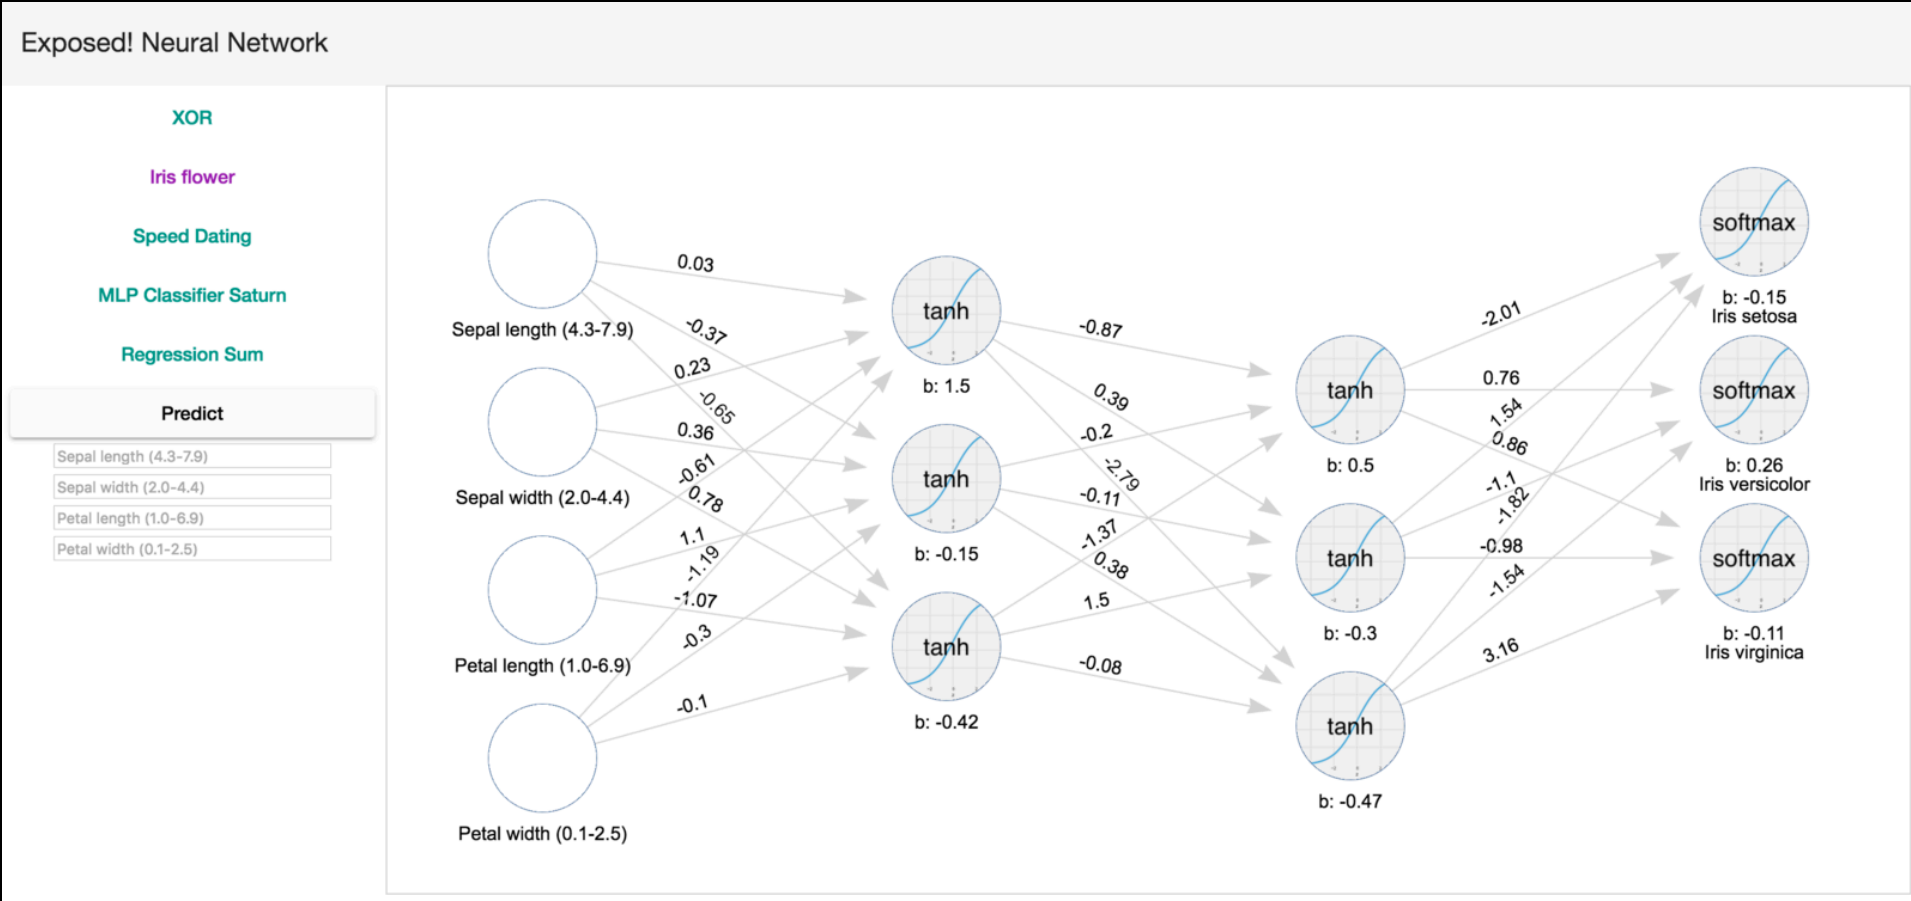 Exposed! Neural Network
XOR
Iris flower
Speed Dating
MLP Classifier Saturn
Regression Sum
Predict
Sepal length (4.3-7.9)
Sepal width (2.0-4.4)
Petal length (1.0-6.9)
Petal width (0.1-2.5)
Sepal length (4.3-7.9)
Sepal width (2.0-4.4)
Petal length (1.0-6.9)
Petal width (0.1-2.5)
0.03
-0.37
0.23
-0.65
0.36
-0.61
0.78
1.1
-1.19
-1.07
-0.3
-0.1
tanh
b: 1.5
tanh
b: -0.15
tanh
b: -0.42
-0.87
0.39
-0.2
-2.79
-0.11
-1.37
0.38
1.5
-0.08
tanh
b: 0.5
tanh
b: -0.3
tanh
b: -0.47
-2.01
0.76
1.54
0.86
-1.1
-1.82
-0.98
-1.54
3.16
softmax
b: -0.15
Iris setosa
softmax
b: 0.26
Iris versicolor
softmax
b: -0.11
Iris virginica